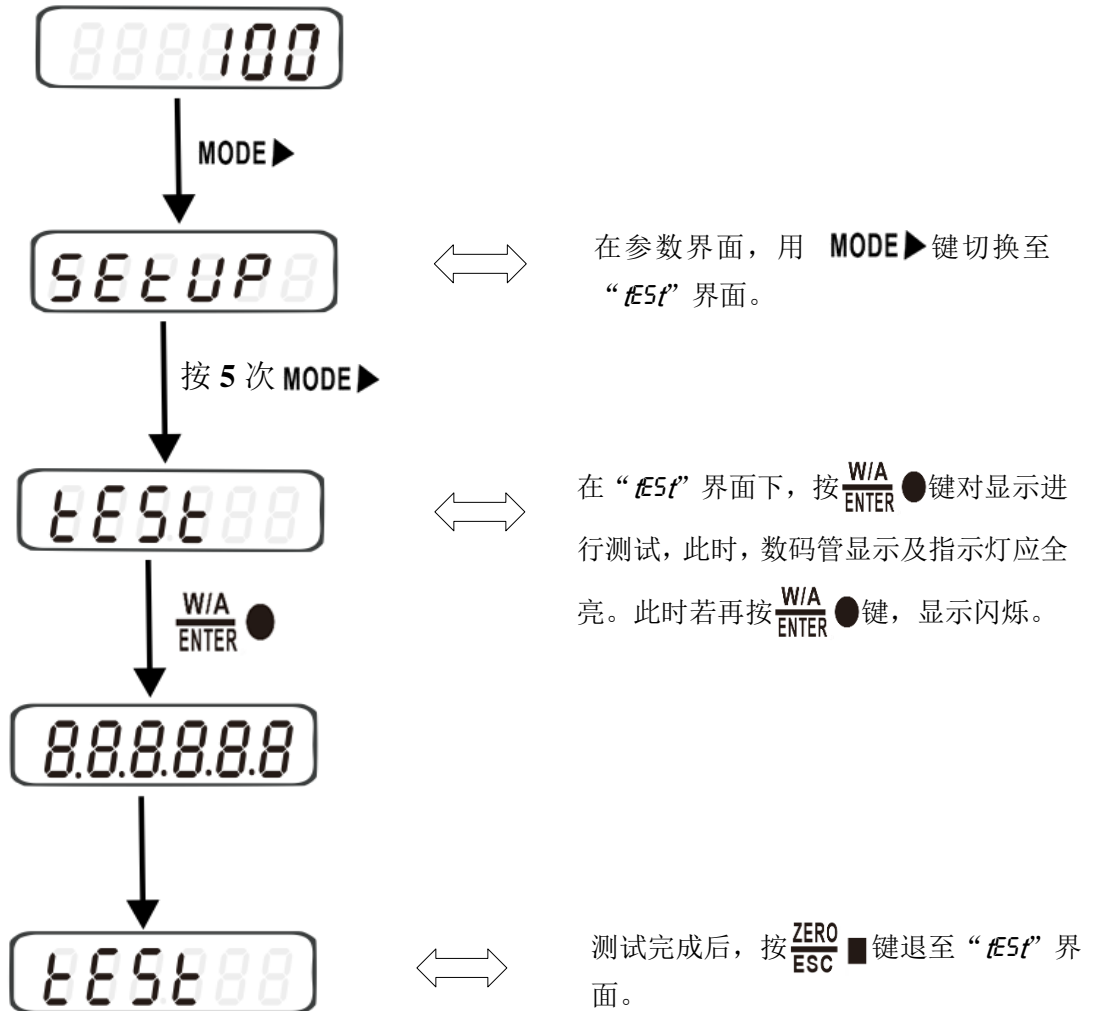 100
MODE▶
SEtUP
在参数界面，用 MODE▶键切换至
“tESt”界面。
按 5 次 MODE▶
tESt
在“tESt”界面下，按W/A ENTER ●键对显示进
行测试，此时，数码管显示及指示灯应全
亮。此时若再按W/A ENTER ●键，显示闪烁。
W/A
ENTER ●
8.8.8.8.8.8
tESt
测试完成后，按ZERO ESC ■键退至“tESt”界
面。